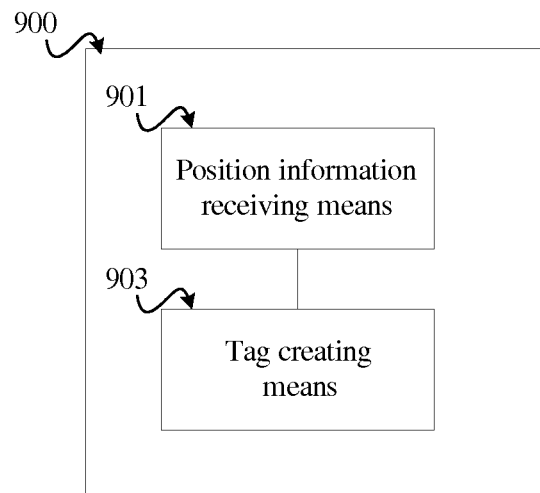 900
901
Position information
receiving means
903
Tag creating
means